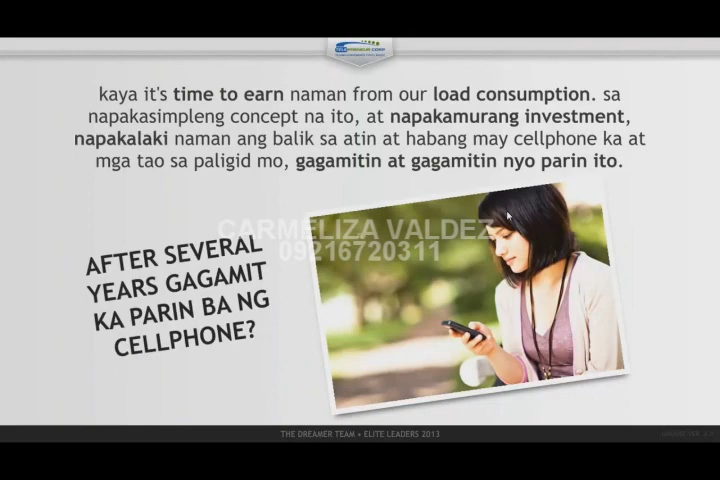 kaya it's time to earn naman from our load consumption. sa
napakasimpleng concept na ito, at napakamurang investment,
napakalaki naman ang balik sa atin at habang may cellphone ka at
mga tao sa paligid mo, gagamitin at gagamitin nyo parin ito.
CARMELIZA VALDEZ
09216720311
AFTER SEVERAL
YEARS GAGAMIT
KA PARIN BA NG
CELLPHONE?
THE DREAMER TEAM • ELITE LEADERS 2013